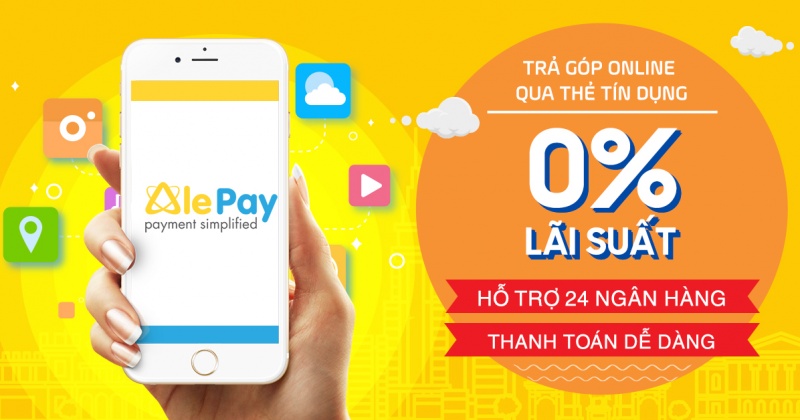 AlePay
payment simplified
TRẢ GÓP ONLINE
QUA THẺ TÍN DỤNG
0%
LÃI SUẤT
HỖ TRỢ 24 NGÂN HÀNG
THANH TOÁN DỄ DÀNG